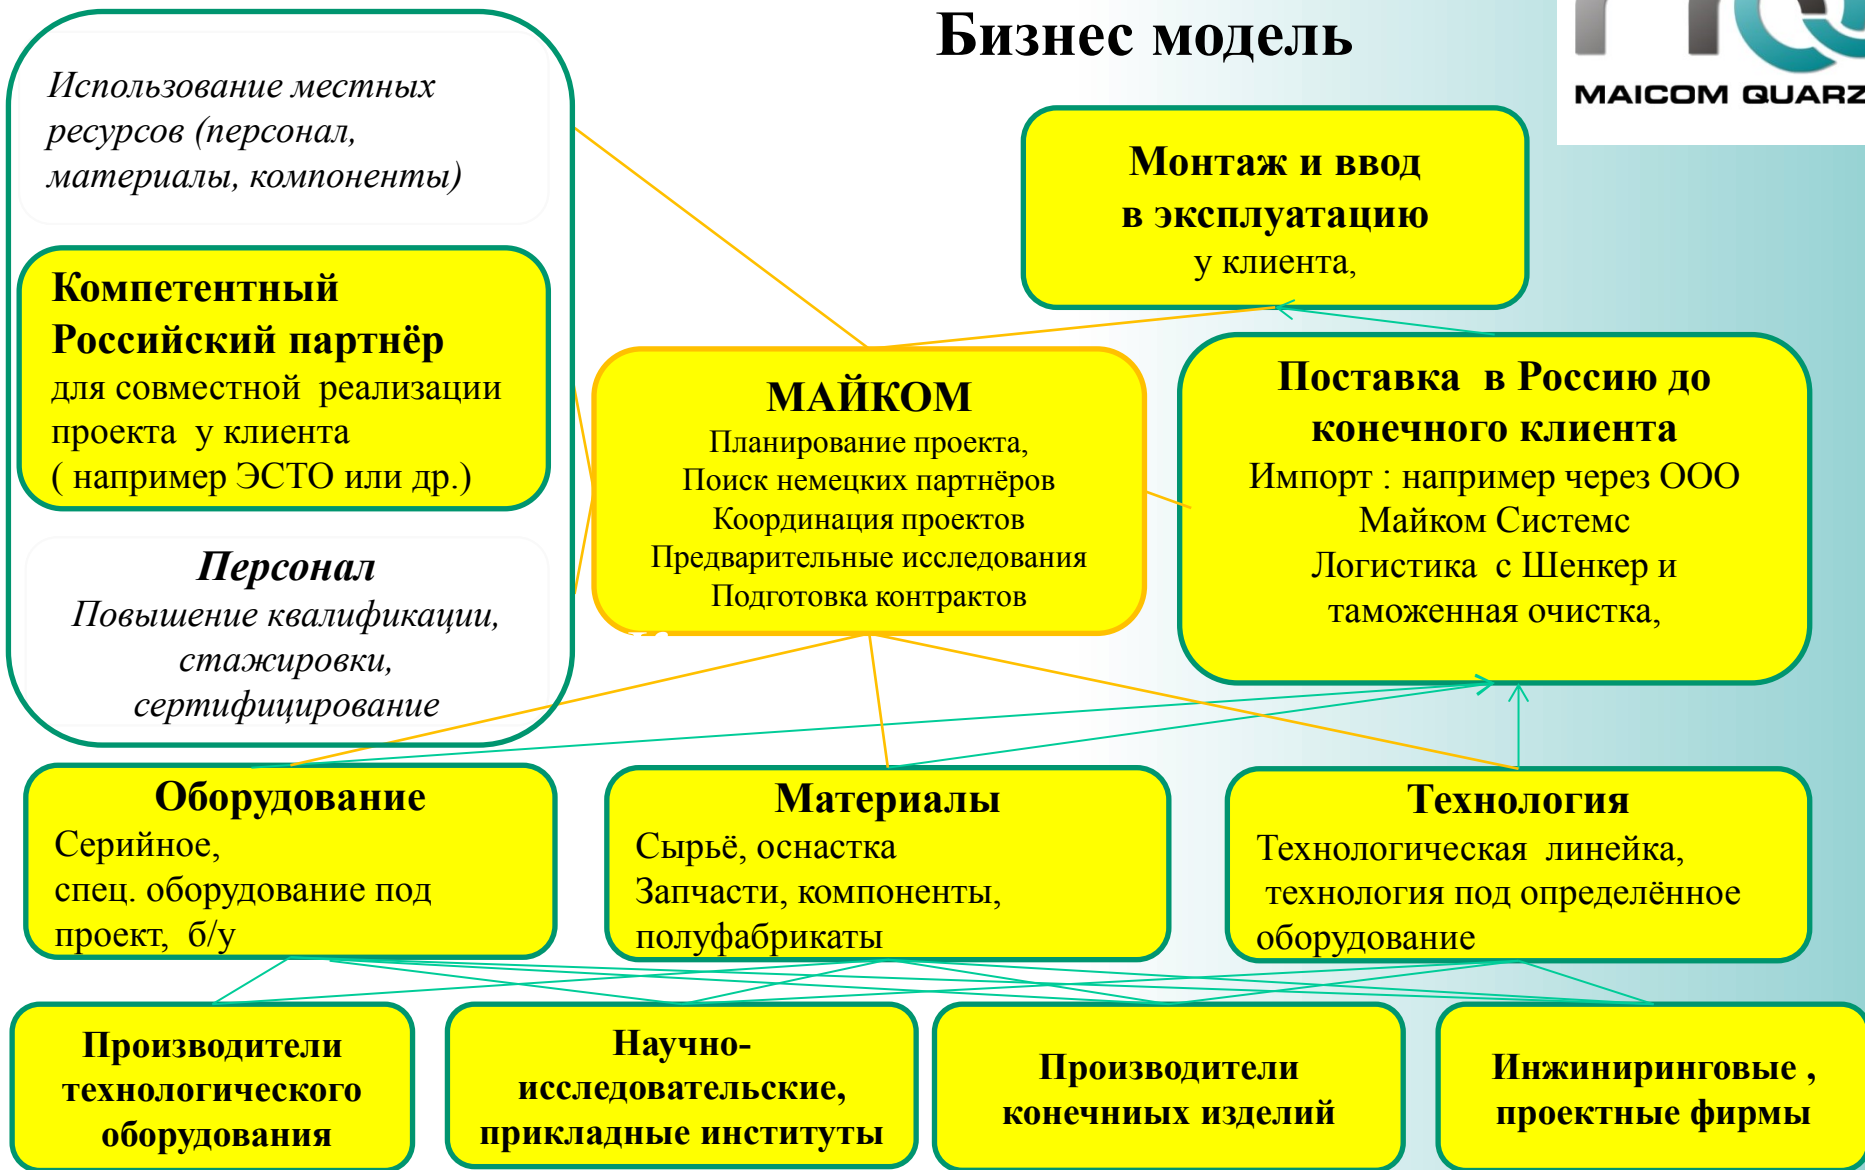 Бизнес модель
MAICOM QUARZ
Использование местных
ресурсов (персонал,
материалы, компоненты)
Компетентный
Российский партнёр
для совместной реализации
проекта у клиента
( например ЭСТО или др.)
Персонал
Повышение квалификации,
стажировки,
сертифицирование
Монтаж и ввод
в эксплуатацию
у клиента,
МАЙКОМ
Планирование проекта,
Поиск немецких партнёров
Координация проектов
Предварительные исследования
Подготовка контрактов
Поставка в Россию до
конечного клиента
Импорт : например через ООО
Майком Системс
Логистика с Шенкер и
таможенная очистка,
Оборудование
Серийное,
спец. оборудование под
проект, б/у
Материалы
Сырьё, оснастка
Запчасти, компоненты,
полуфабрикаты
Технология
Технологическая линейка,
технология под определённое
оборудование
Производители
технологического
оборудования
Научно-
исследовательские,
прикладные институты
Производители
конечниых изделий
Инжиниринговые ,
проектные фирмы